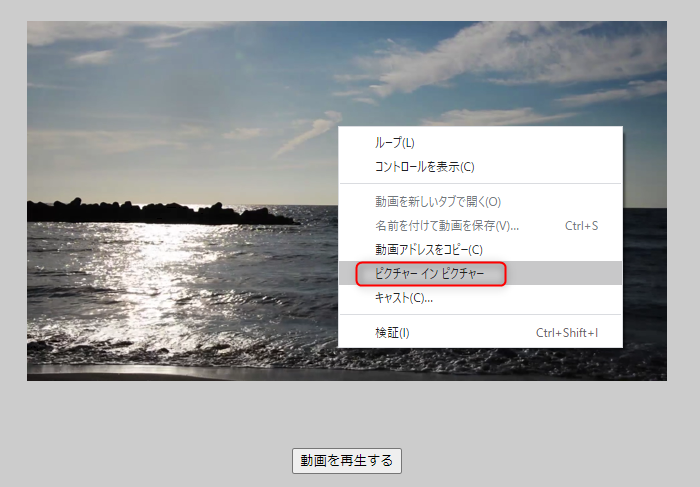 ループ(L)
コントロールを表示(C)
動画を新しいタブで開く(O)
名前を付けて動画を保存(V)... Ctrl+S
動画アドレスをコピー(C)
ピクチャー イン ピクチャー
キャスト(C)...
検証(I) Ctrl+Shift+I
動画を再生する